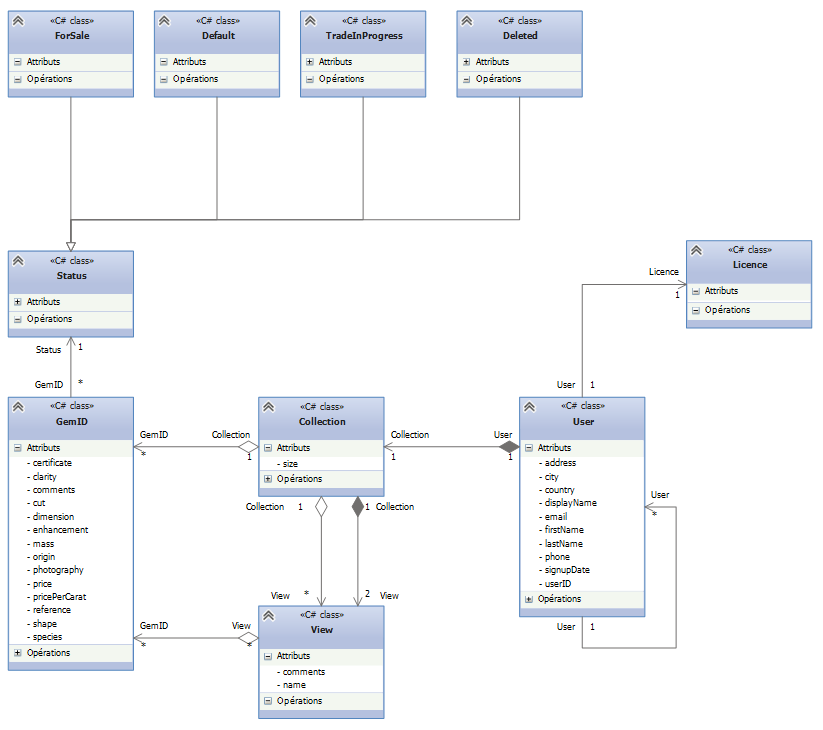 «C# class»
ForSale
Attributs
Opérations
«C# class»
Default
Attributs
Opérations
«C# class»
TradeInProgress
Attributs
Opérations
«C# class»
Deleted
Attributs
Opérations
«C# class»
Status
Attributs
Opérations
«C# class»
Licence
Attributs
Opérations
Licence
1
Status
1
GemID
*
User
1
«C# class»
GemID
Attributs
- certificate
- clarity
- comments
- cut
- dimension
- enhancement
- mass
- origin
- photography
- price
- pricePerCarat
- reference
- shape
- species
Opérations
GemID
*
Collection
1
«C# class»
Collection
Attributs
- size
Opérations
Collection
1
User
1
«C# class»
User
Attributs
- address
- city
- country
- displayName
- email
- firstName
- lastName
- phone
- signupDate
- userID
Opérations
User
*
User
1
Collection
1
1
Collection
View
*
2
View
GemID
*
View
*
«C# class»
View
Attributs
- comments
- name
Opérations